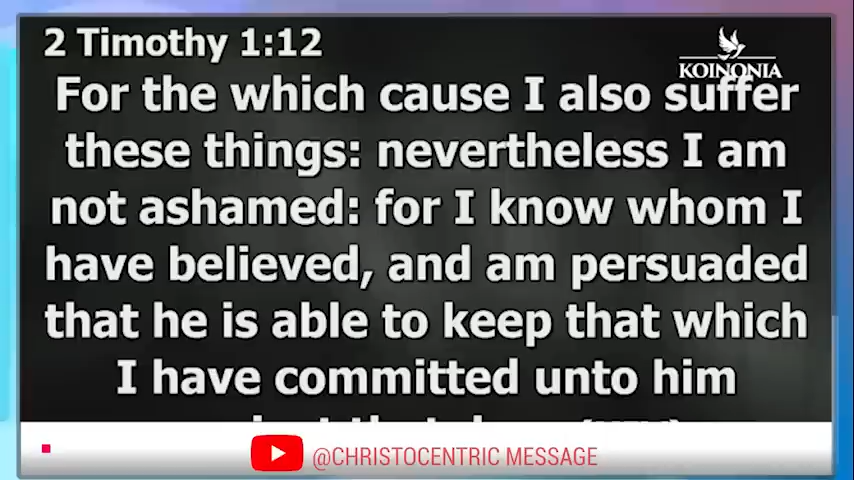 2 Timothy 1:12
KOINONIA
For the which cause I also suffer
these things: nevertheless I am
not ashamed: for I know whom I
have believed, and am persuaded
that he is able to keep that which
I have committed unto him
@CHRISTOCENTRIC MESSAGE